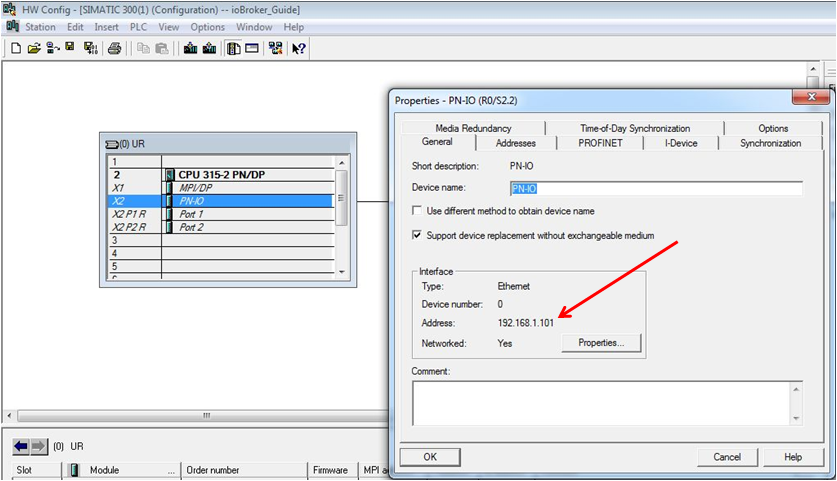 HW Config - [SIMATIC 300(1) (Configuration) -- ioBroker_Guide]
Station Edit Insert PLC View Options Window Help
(0) UR
1
2 CPU 315-2 PN/DP
X1 MPI/DP
X2 PN-IO
X2 P1 R Port 1
X2 P2 R Port 2
3
4
5
Properties - PN-IO (R0/S2.2)
Media Redundancy Time-of-Day Synchronization Options
General Addresses PROFINET I-Device Synchronization
Short description: PN-IO
Device name: PN-IO
Use different method to obtain device name
Support device replacement without exchangeable medium
Interface
Type: Ethernet
Device number: 0
Address: 192.168.1.101
Networked: Yes Properties...
Comment:
OK Cancel Help
(0) UR
Slot Module ... Order number Firmware MPI